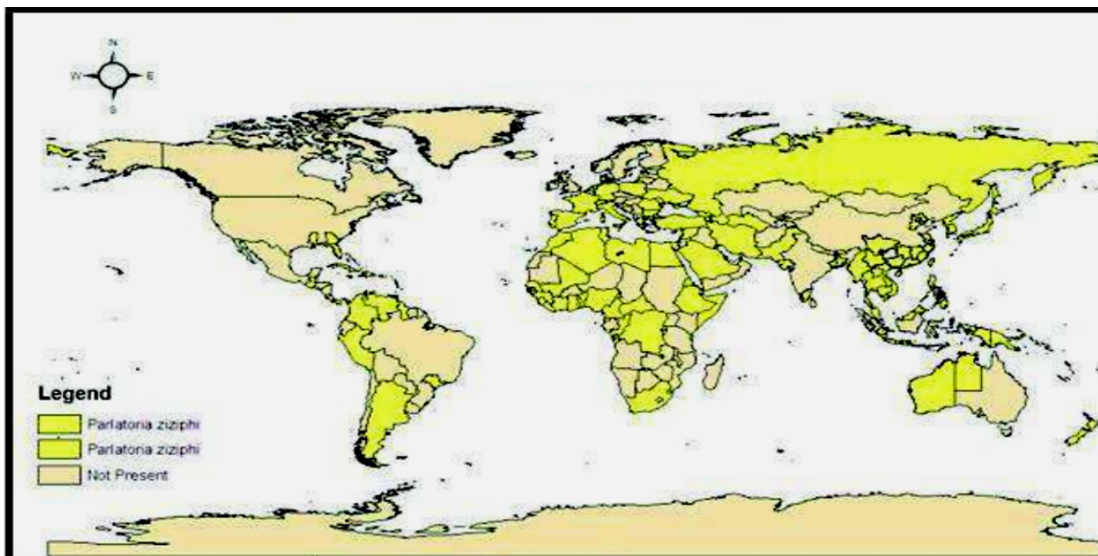 N
W E
S
Legend
Parlatoria ziziphi
Parlatoria ziziphi
Not Present